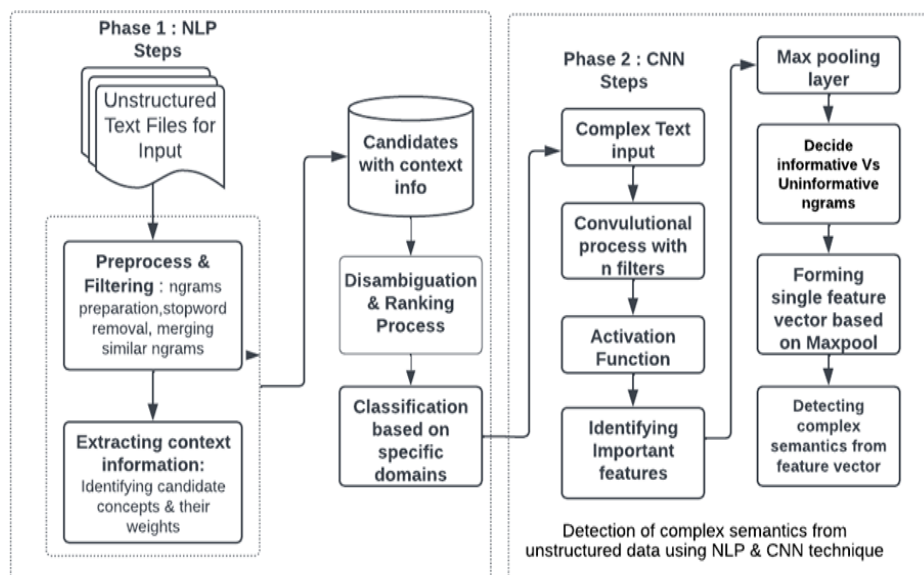 Phase 1 : NLP
Steps
Unstructured
Text Files for
Input
Preprocess &
Filtering : ngrams
preparation,stopword
removal, merging
similar ngrams
Extracting context
information:
Identifying candidate
concepts & their
weights
Candidates
with context
info
Disambiguation
& Ranking
Process
Classification
based on
specific
domains
Phase 2 : CNN
Steps
Complex Text
input
Convulutional
process with
n filters
Activation
Function
Identifying
Important
features
Max pooling
layer
Decide
informative Vs
Uninformative
ngrams
Forming
single feature
vector based
on Maxpool
Detecting
complex
semantics from
feature vector
Detection of complex semantics from
unstructured data using NLP & CNN technique